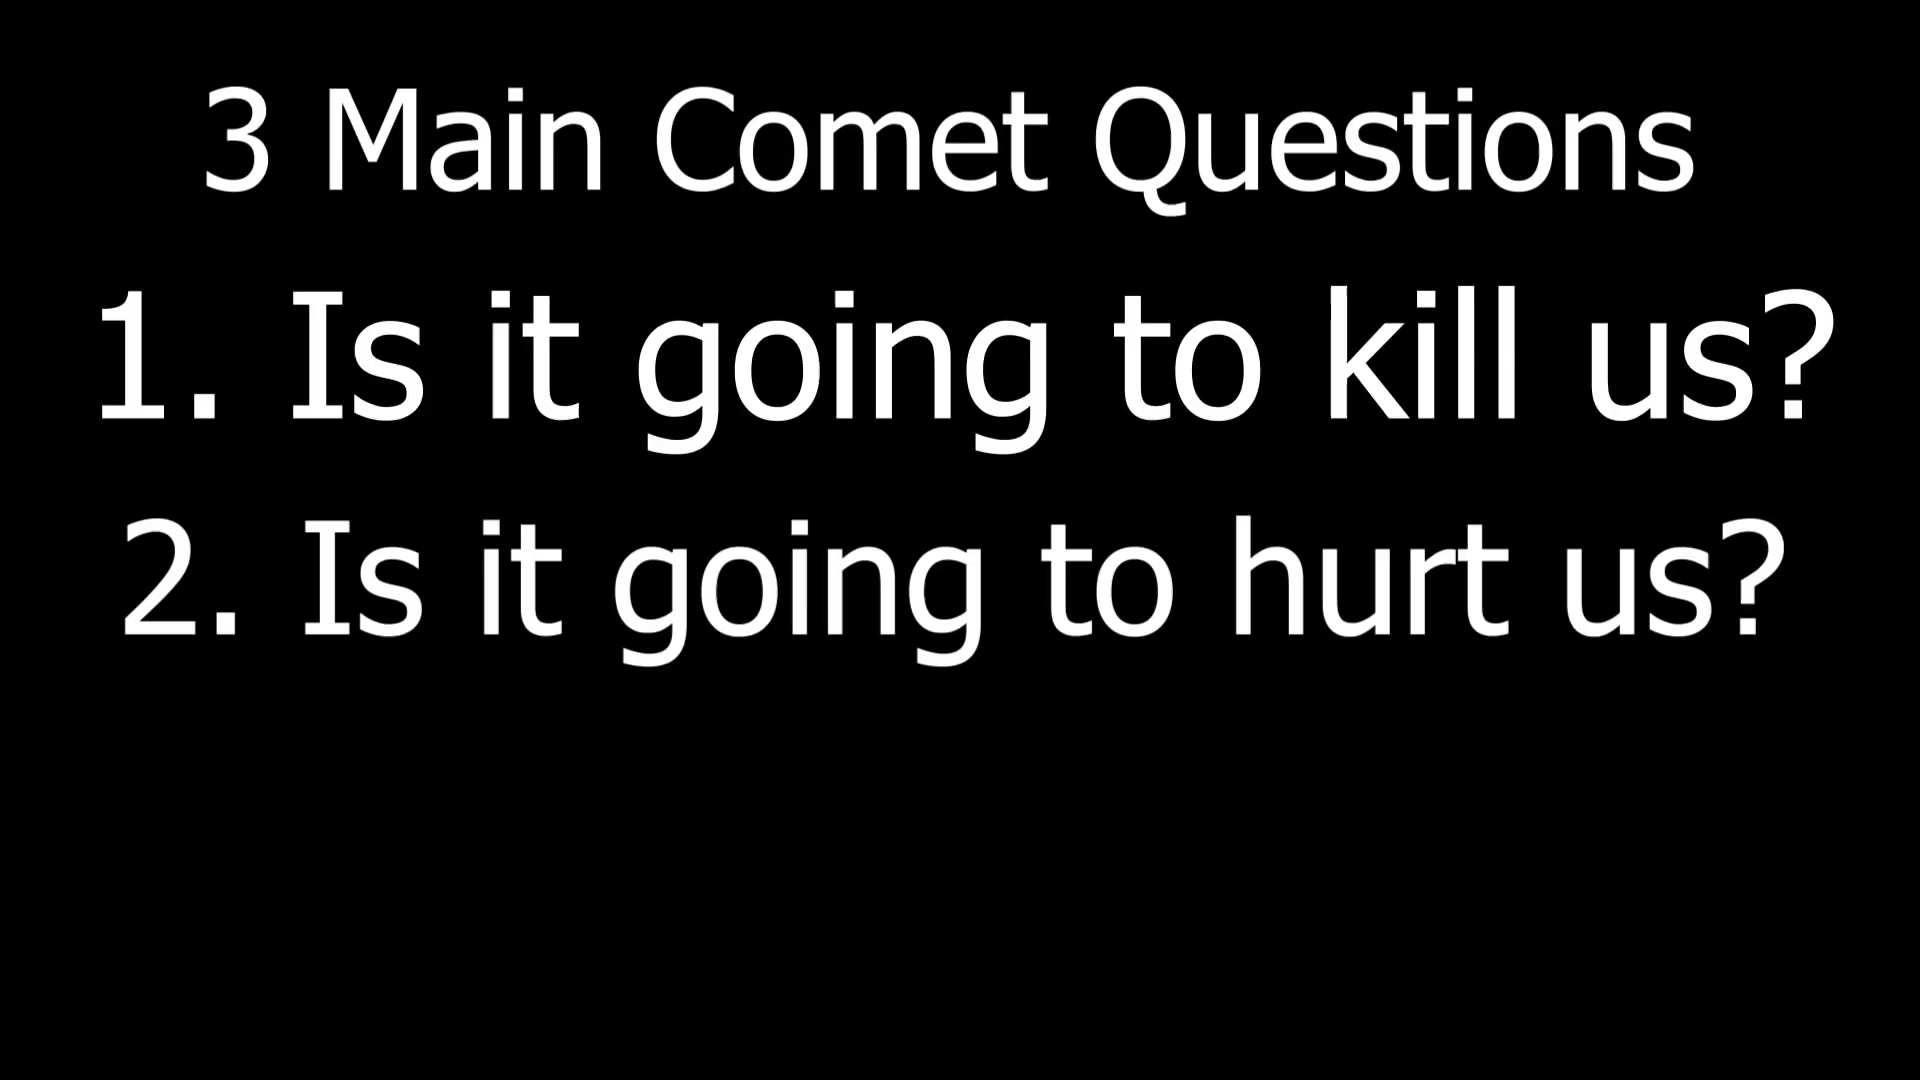 3 Main Comet Questions
1. Is it going to kill us?
2. Is it going to hurt us?